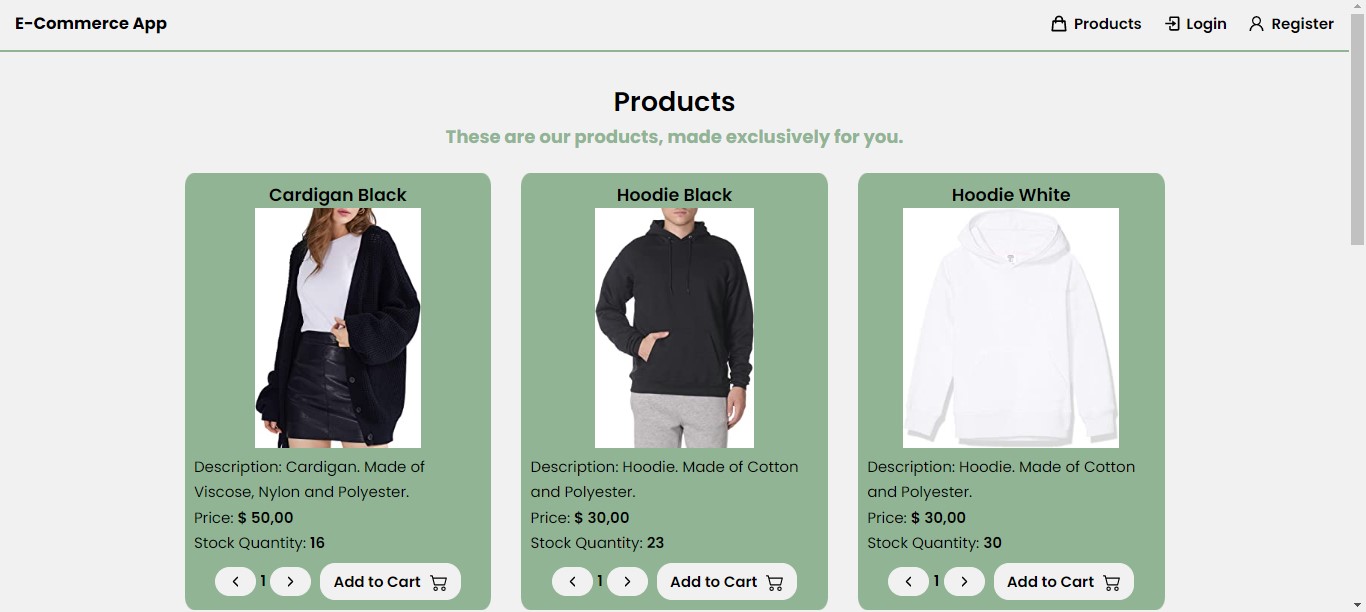 E-Commerce App
Products
Login
Register
Products
These are our products, made exclusively for you.
Cardigan Black
Description: Cardigan. Made of
Viscose, Nylon and Polyester.
Price: $ 50,00
Stock Quantity: 16
1
Add to Cart
Hoodie Black
Description: Hoodie. Made of Cotton
and Polyester.
Price: $ 30,00
Stock Quantity: 23
1
Add to Cart
Hoodie White
Description: Hoodie. Made of Cotton
and Polyester.
Price: $ 30,00
Stock Quantity: 30
1
Add to Cart